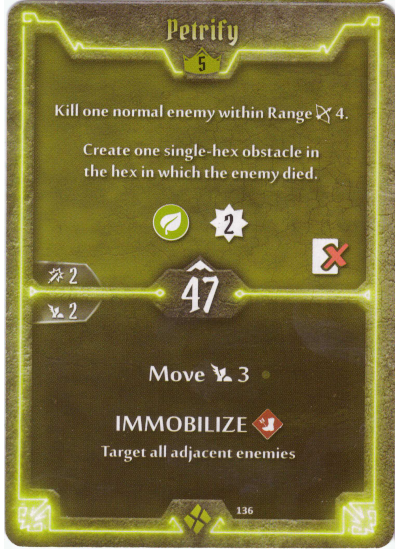 Petrify
5
Kill one normal enemy within Range 4.
Create one single-hex obstacle in
the hex in which the enemy died.
2
2
47
2
Move 3
IMMOBILIZE
Target all adjacent enemies
136